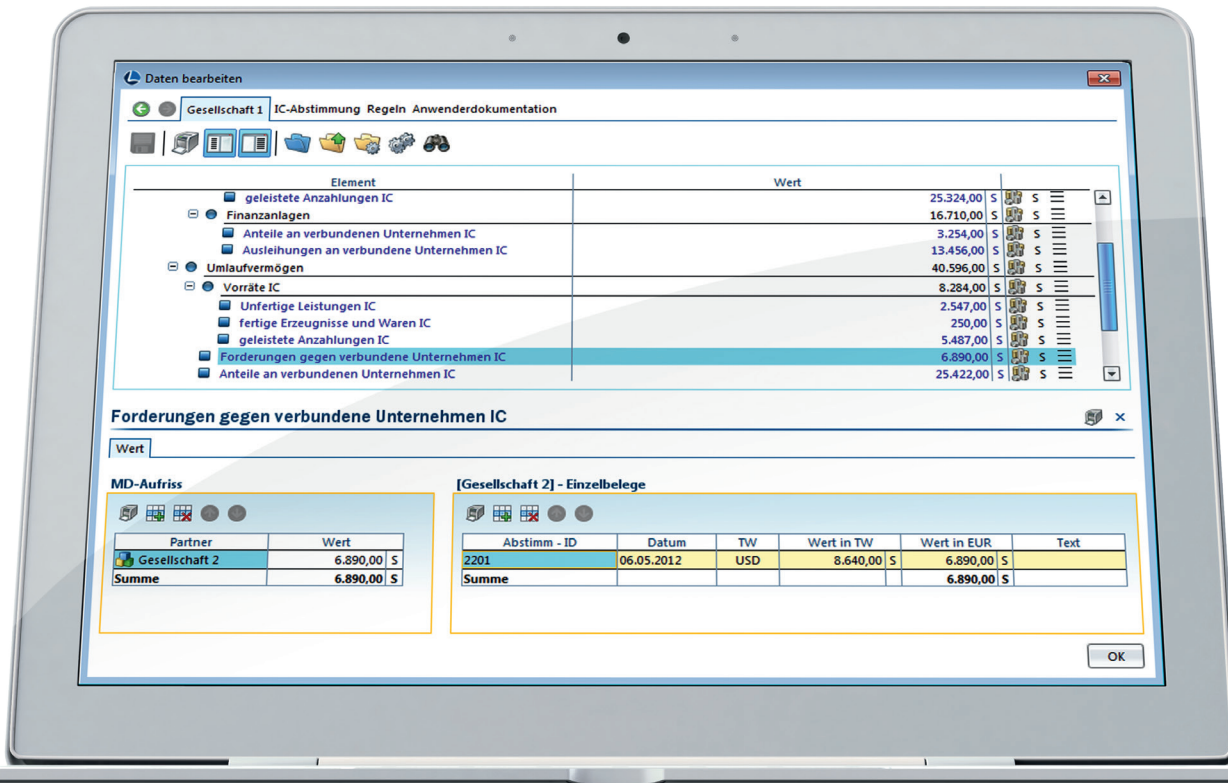 Daten bearbeiten
Gesellschaft 1 IC-Abstimmung Regeln Anwenderdokumentation
Element Wert
geleistete Anzahlungen IC 25.324,00 S S
Finanzanlagen 16.710,00 S S
Anteile an verbundenen Unternehmen IC 3.254,00 S S
Ausleihungen an verbundene Unternehmen IC 13.456,00 S S
Umlaufvermögen 40.596,00 S S
Vorräte IC 8.284,00 S S
Unfertige Leistungen IC 2.547,00 S S
fertige Erzeugnisse und Waren IC 250,00 S S
geleistete Anzahlungen IC 5.487,00 S S
Forderungen gegen verbundene Unternehmen IC 6.890,00 S S
Anteile an verbundenen Unternehmen IC 25.422,00 S S
Forderungen gegen verbundene Unternehmen IC
Wert
MD-Aufriss
Partner Wert
Gesellschaft 2 6.890,00 S
Summe 6.890,00 S
[Gesellschaft 2] - Einzelbelege
Abstimm - ID Datum TW Wert in TW Wert in EUR Text
2201 06.05.2012 USD 8.640,00 S 6.890,00 S
Summe 6.890,00 S
OK